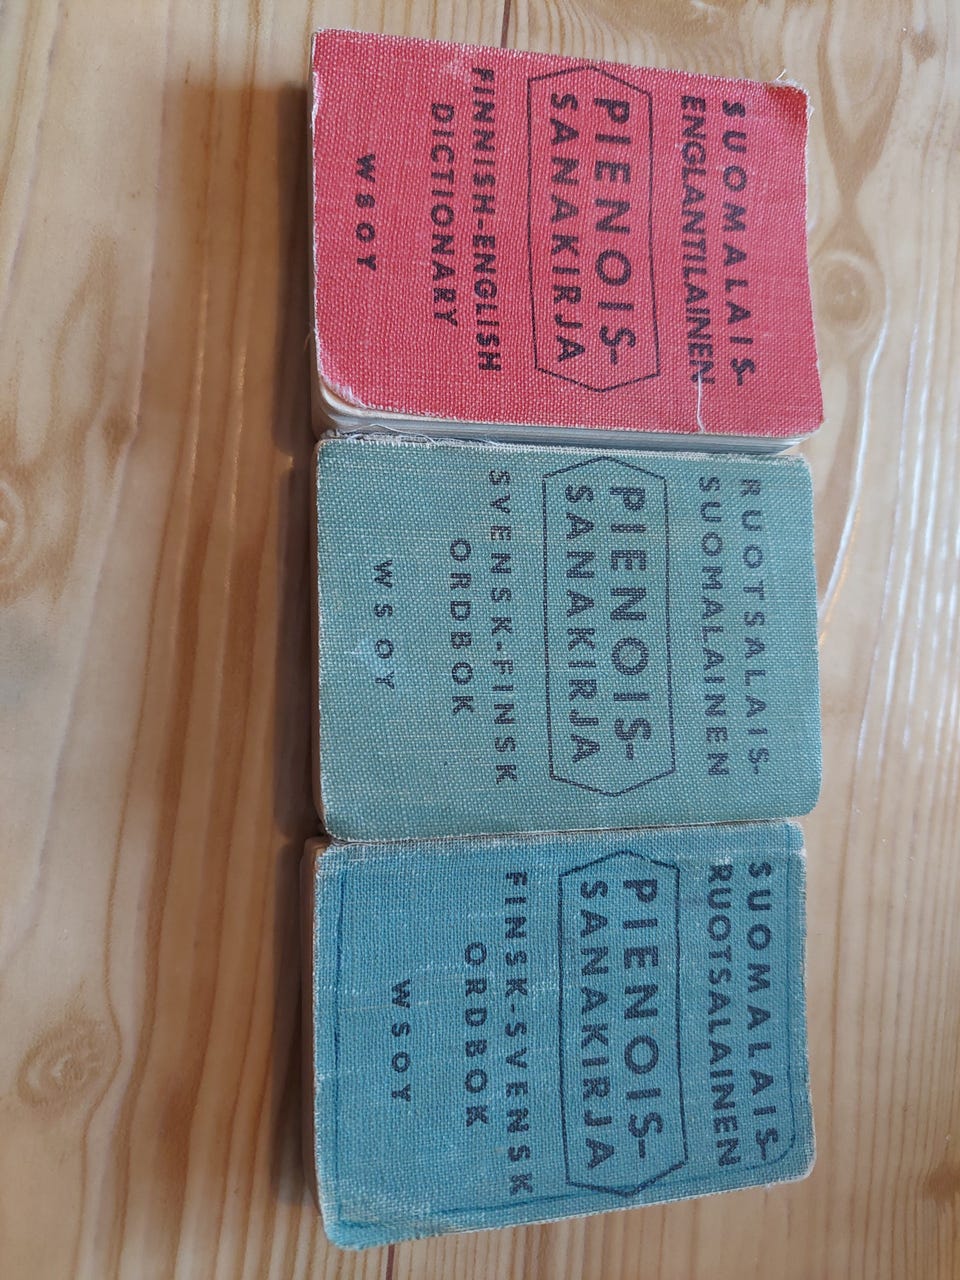 SUOMALAIS-
ENGLANTILAINEN
PIENOIS-
SANAKIRJA
FINNISH-ENGLISH
DICTIONARY
WSOY
RUOTSALAIS-
SUOMALAINEN
PIENOIS-
SANAKIRJA
SVENSK-FINSK
ORDBOK
WSOY
SUOMALAIS-
RUOTSALAINEN
PIENOIS-
SANAKIRJA
FINSK-SVENSK
ORDBOK
WSOY